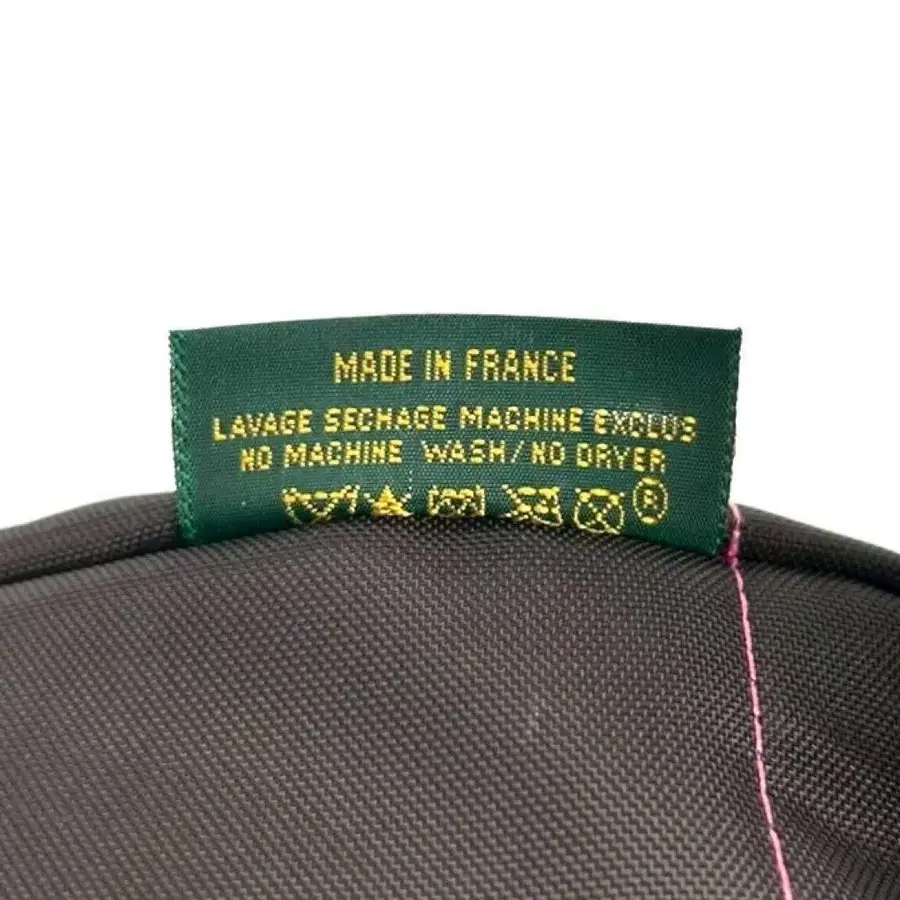 MADE IN FRANCE
LAVAGE SECHAGE MACHINE EXCLUS
NO MACHINE WASH/NO DRYER
®